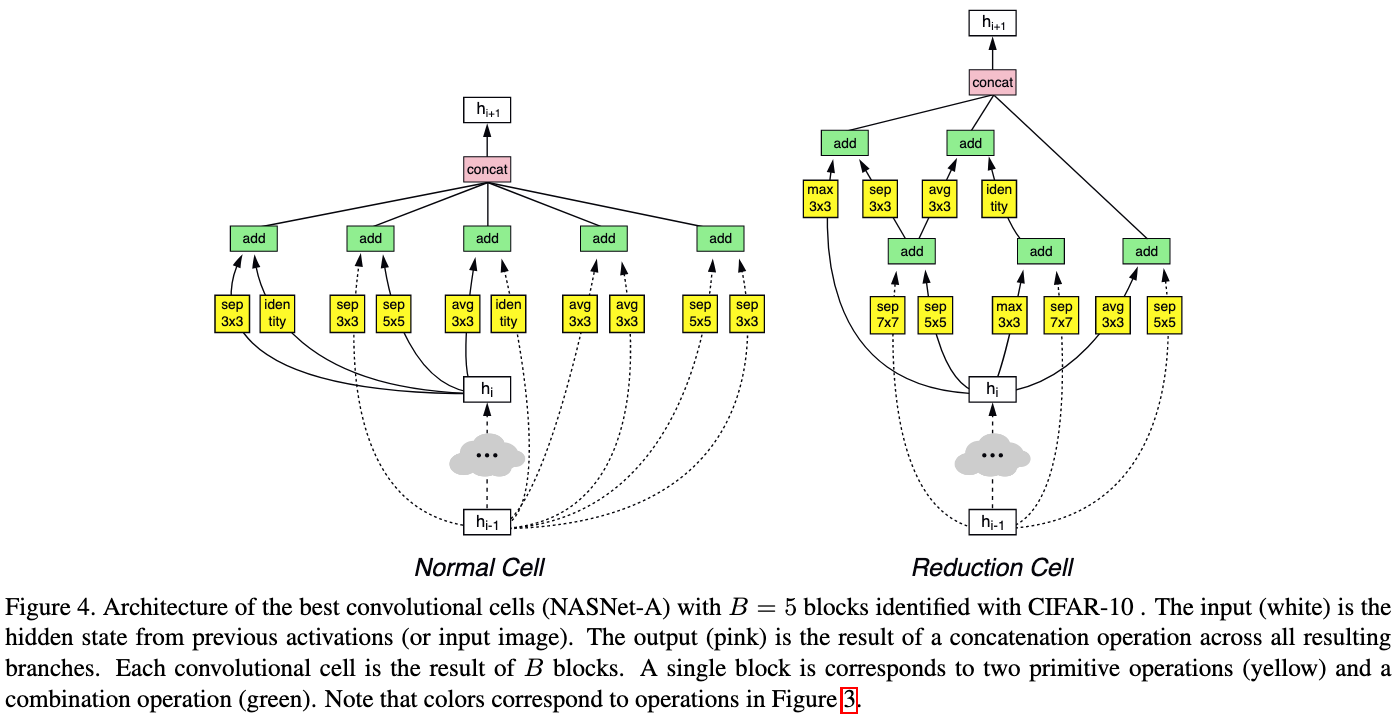 h_{i+1}
concat
add add add add add
sep 3x3
iden tity
sep 3x3
sep 5x5
avg 3x3
iden tity
avg 3x3
avg 3x3
sep 5x5
sep 3x3
h_i
...
h_{i-1}
Normal Cell
h_{i+1}
concat
add add
max 3x3
sep 3x3
avg 3x3
iden tity
add add add
sep 7x7
sep 5x5
max 3x3
sep 7x7
avg 3x3
sep 5x5
h_i
...
h_{i-1}
Reduction Cell
Figure 4. Architecture of the best convolutional cells (NASNet-A) with B = 5 blocks identified with CIFAR-10 . The input (white) is the
hidden state from previous activations (or input image). The output (pink) is the result of a concatenation operation across all resulting
branches. Each convolutional cell is the result of B blocks. A single block is corresponds to two primitive operations (yellow) and a
combination operation (green). Note that colors correspond to operations in Figure 3.